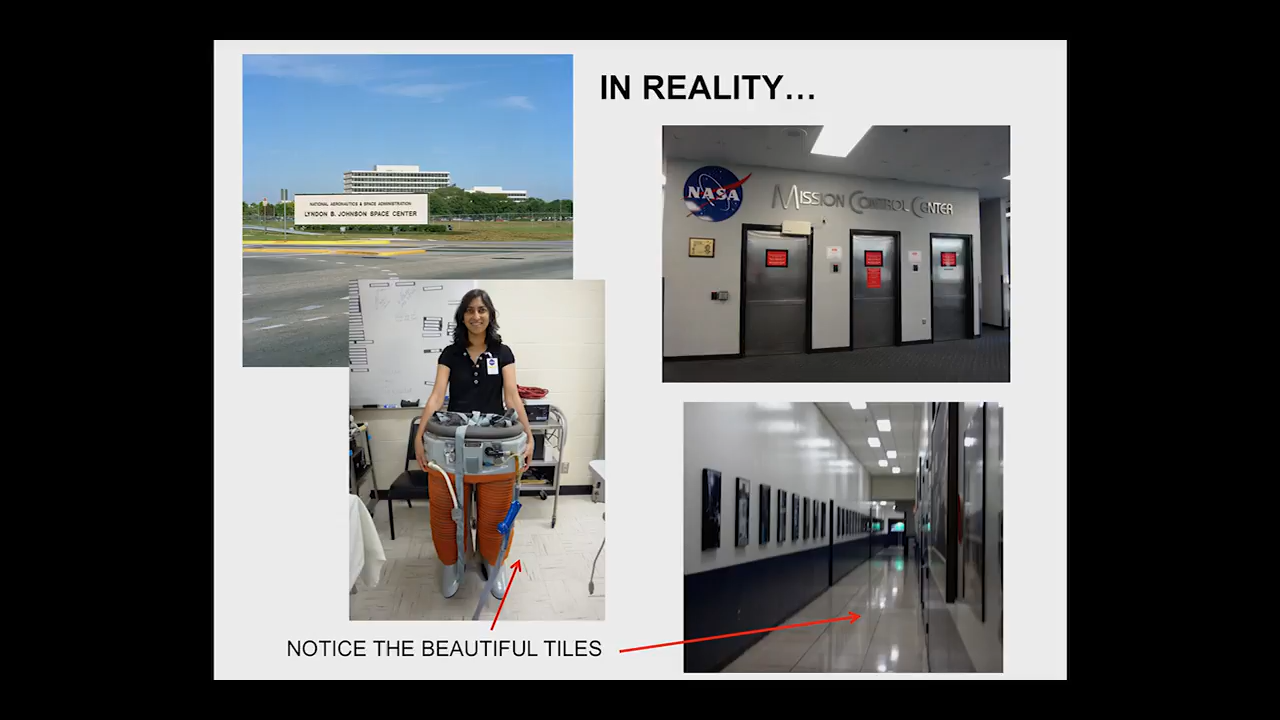 IN REALITY…
NATIONAL AERONAUTICS & SPACE ADMINISTRATION
LYNDON B. JOHNSON SPACE CENTER
NASA
MISSION CONTROL CENTER
NOTICE THE BEAUTIFUL TILES